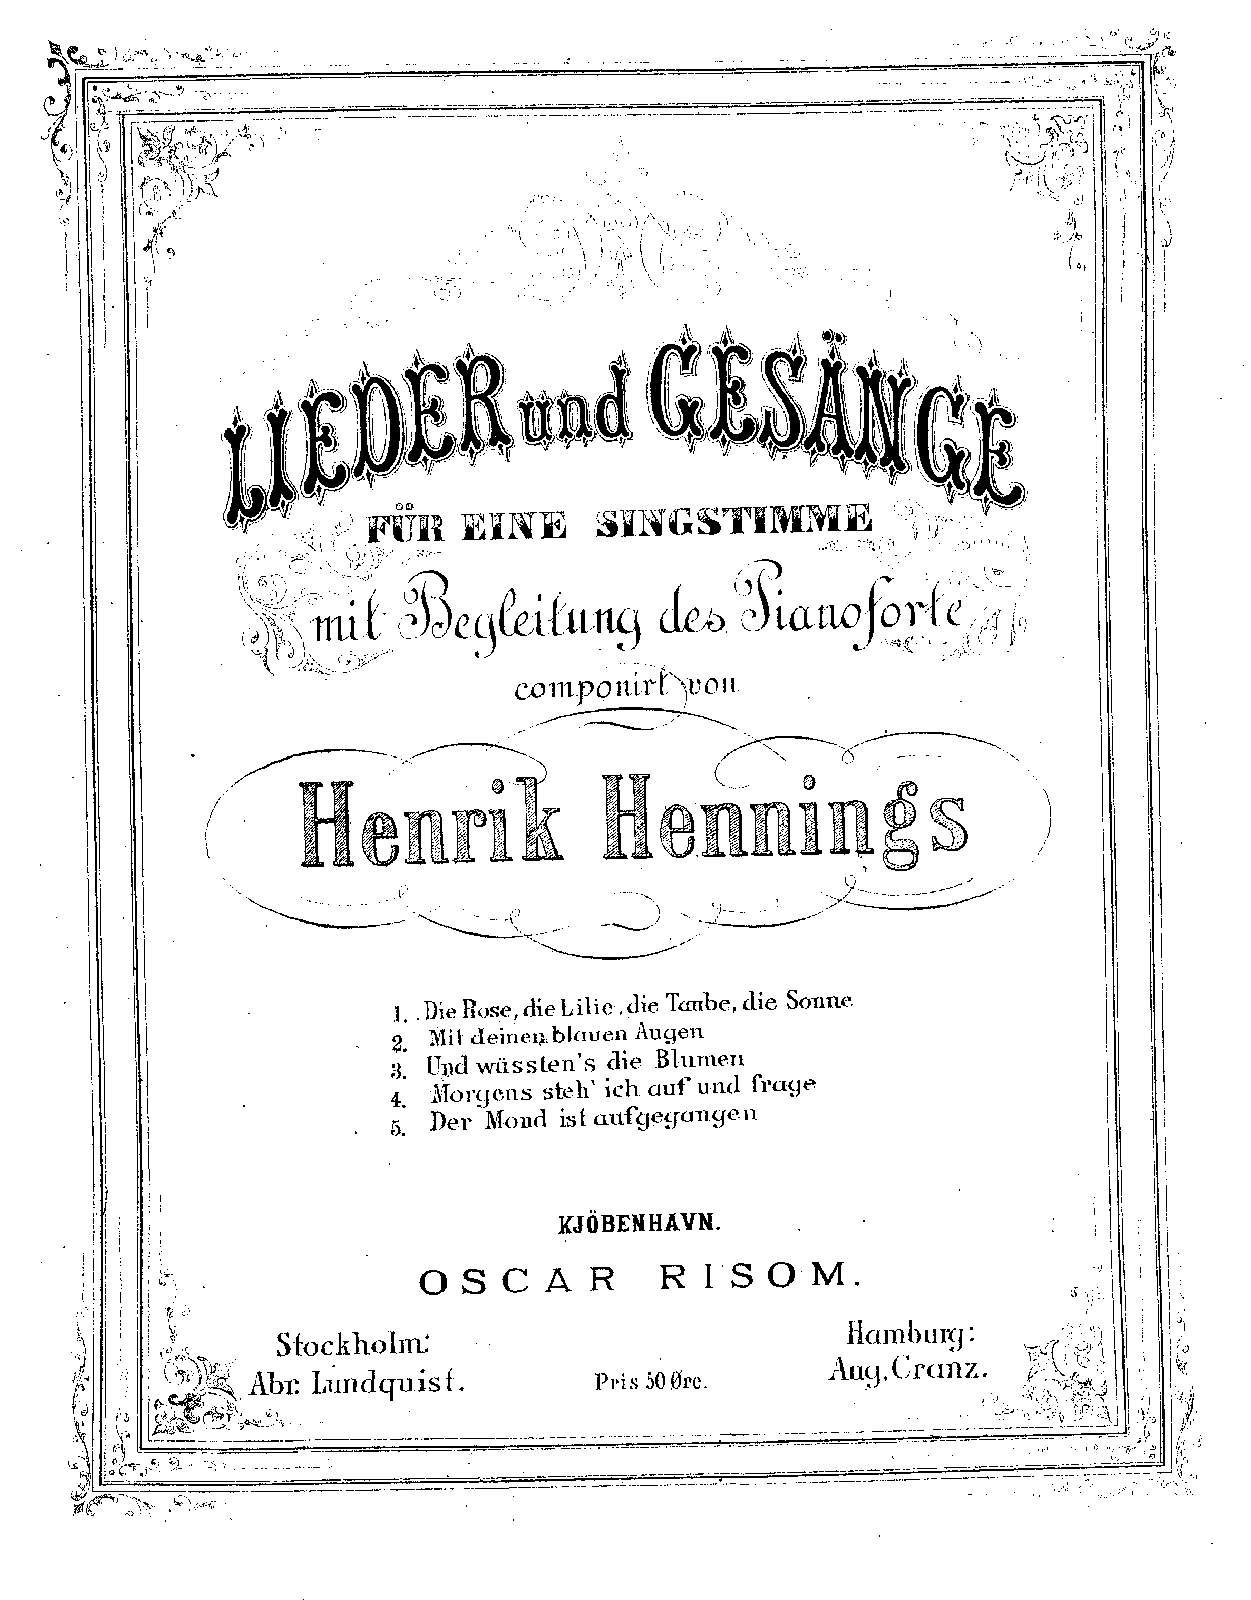 LIEDER und GESÄNGE
FÜR EINE SINGSTIMME
mit Begleitung des Pianoforte
componirt von
Henrik Hennings
1. Die Rose, die Lilie, die Taube, die Sonne
2. Mit deinen blauen Augen
3. Und wüssten's die Blumen
4. Morgens steh' ich auf und frage
5. Der Mond ist aufgegangen
KJÖBENHAVN.
OSCAR RISOM.
Stockholm:
Abr. Lundquist.
Pris 50 Øre.
Hamburg:
Aug. Cranz.